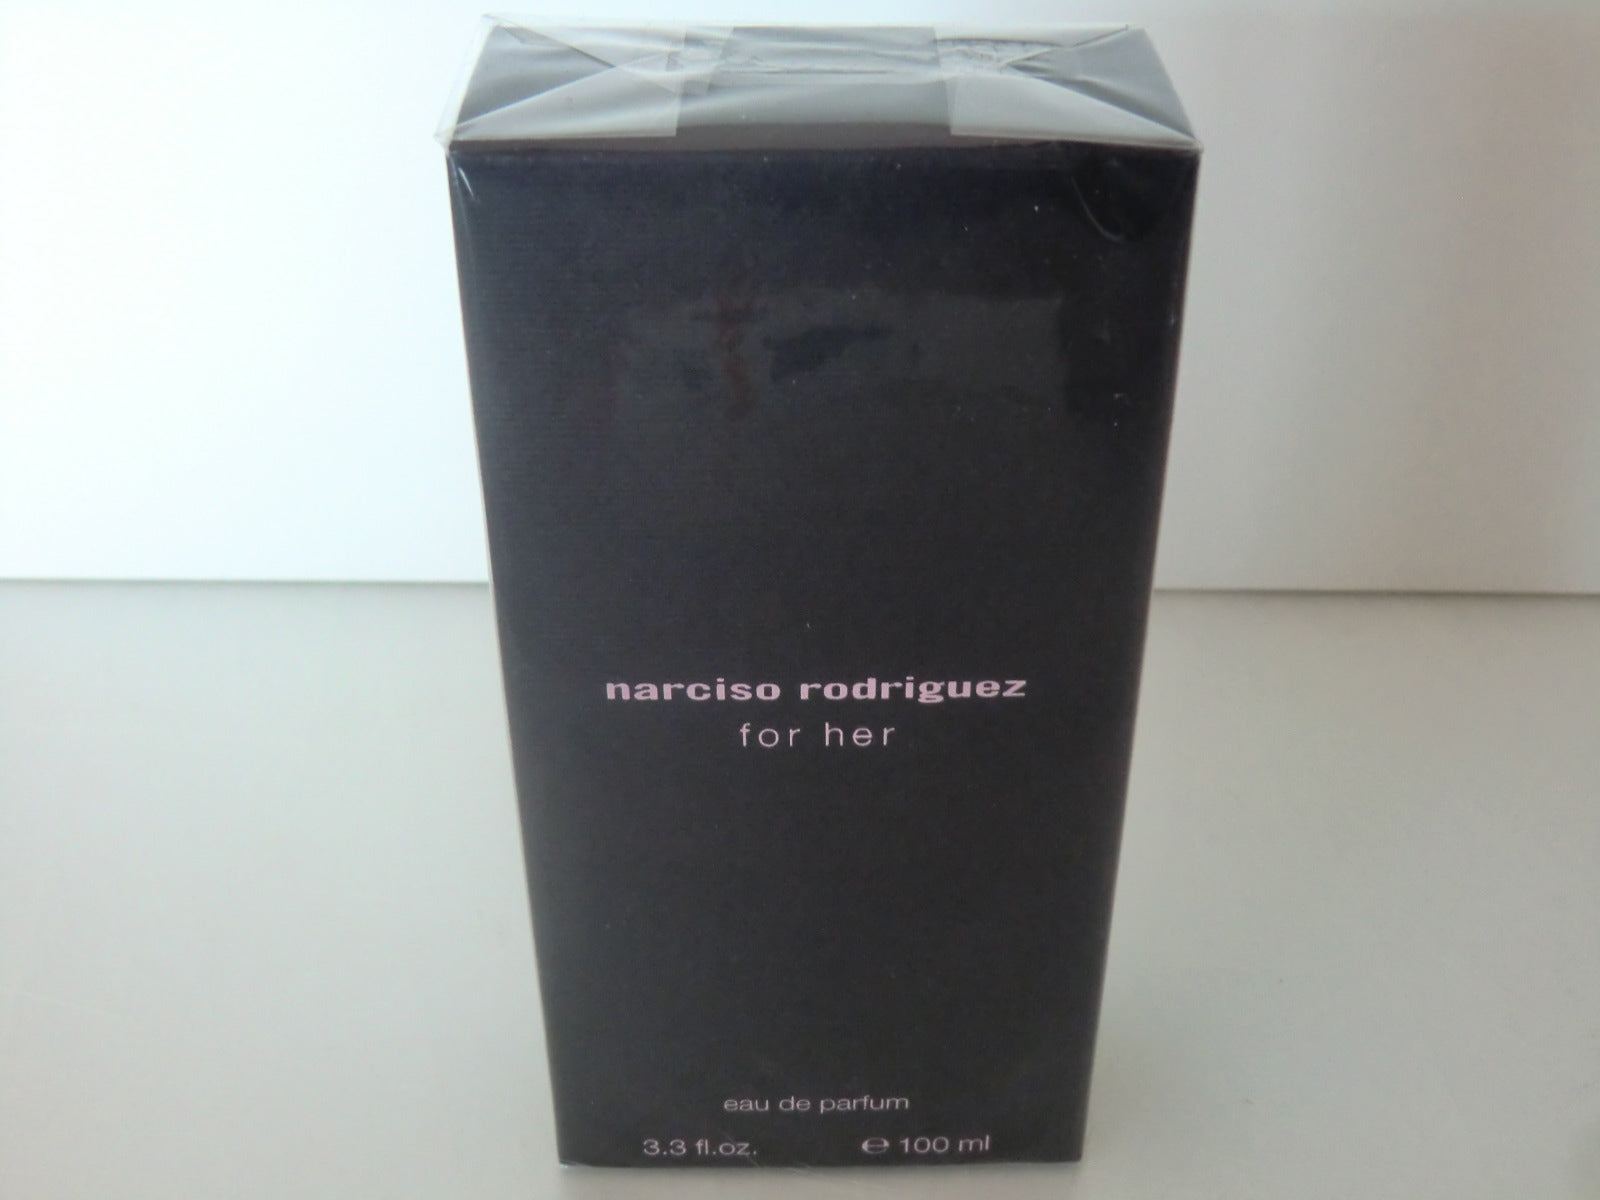 narciso rodriguez
for her
eau de parfum
3.3 fl.oz. ℮ 100 ml